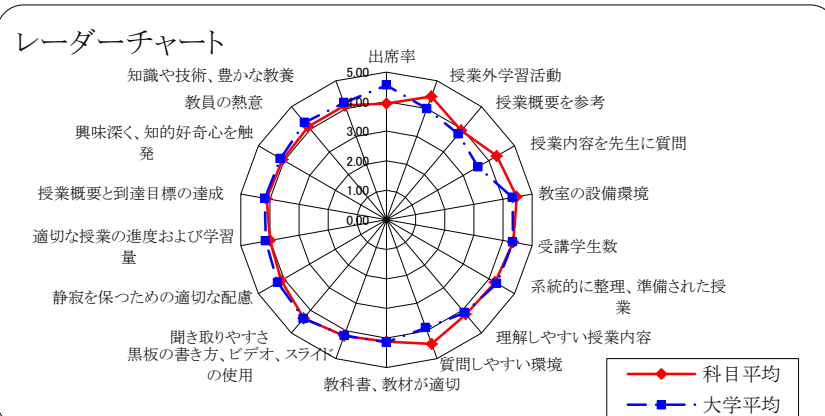 レーダーチャート
出席率
授業外学習活動
授業概要を参考
授業内容を先生に質問
教室の設備環境
受講学生数
系統的に整理、準備された授
業
理解しやすい授業内容
質問しやすい環境
教科書、教材が適切
黒板の書き方、ビデオ、スライド
の使用
聞き取りやすさ
静寂を保つための適切な配慮
適切な授業の進度および学習
量
授業概要と到達目標の達成
興味深く、知的好奇心を触
発
教員の熱意
知識や技術、豊かな教養
5.00
4.00
3.00
2.00
1.00
0.00
科目平均
大学平均